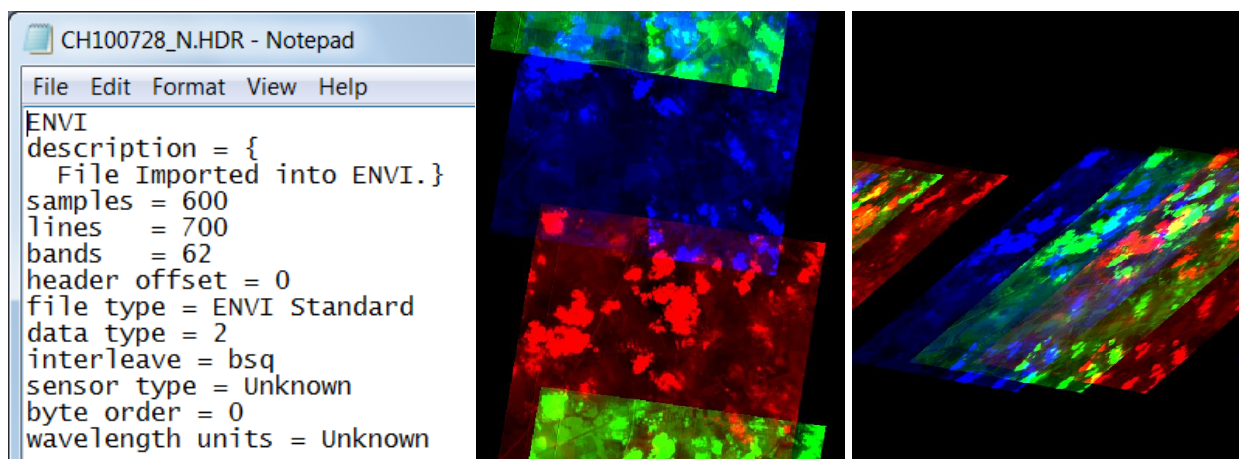 CH100728_N.HDR - Notepad
File Edit Format View Help
ENVI
description = {
  File Imported into ENVI.}
samples = 600
lines   = 700
bands   = 62
header offset = 0
file type = ENVI Standard
data type = 2
interleave = bsq
sensor type = Unknown
byte order = 0
wavelength units = Unknown